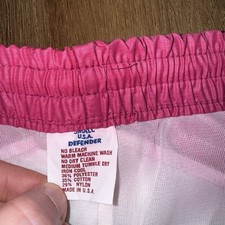 U.S.A.
DEFENDER
NO BLEACH
WARM MACHINE WASH
NO DRY CLEAN
MEDIUM TUMBLE DRY
IRON COOL
36% POLYESTER
35% COTTON
29% NYLON
MADE IN U.S.A.